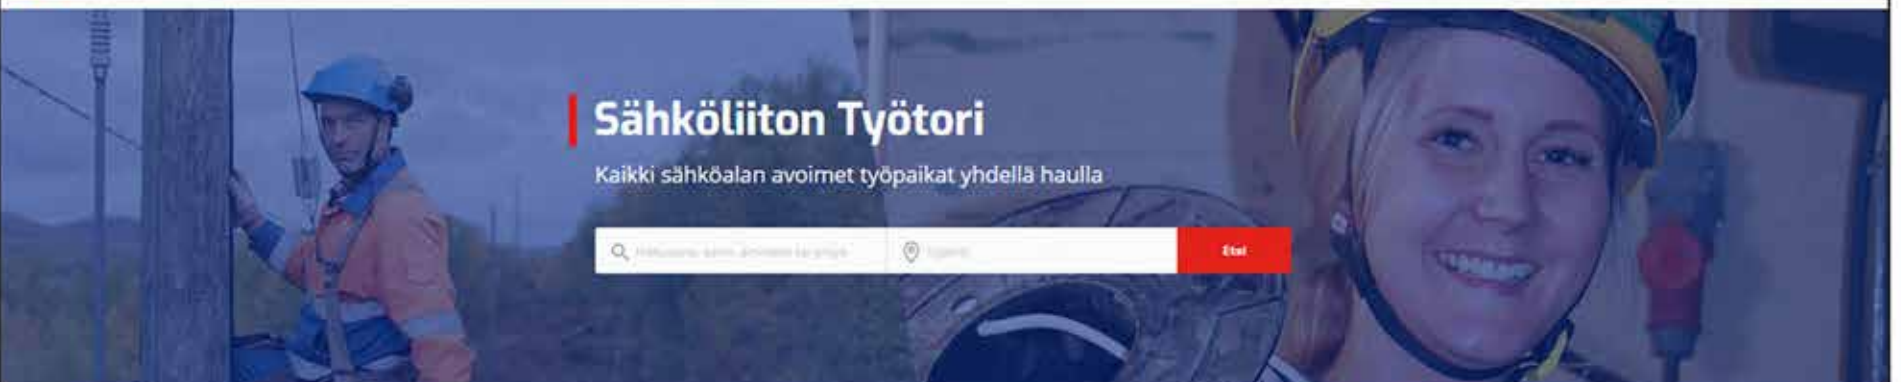 Sähköliiton Työtori
Kaikki sähköalan avoimet työpaikat yhdellä haulla
Etsi